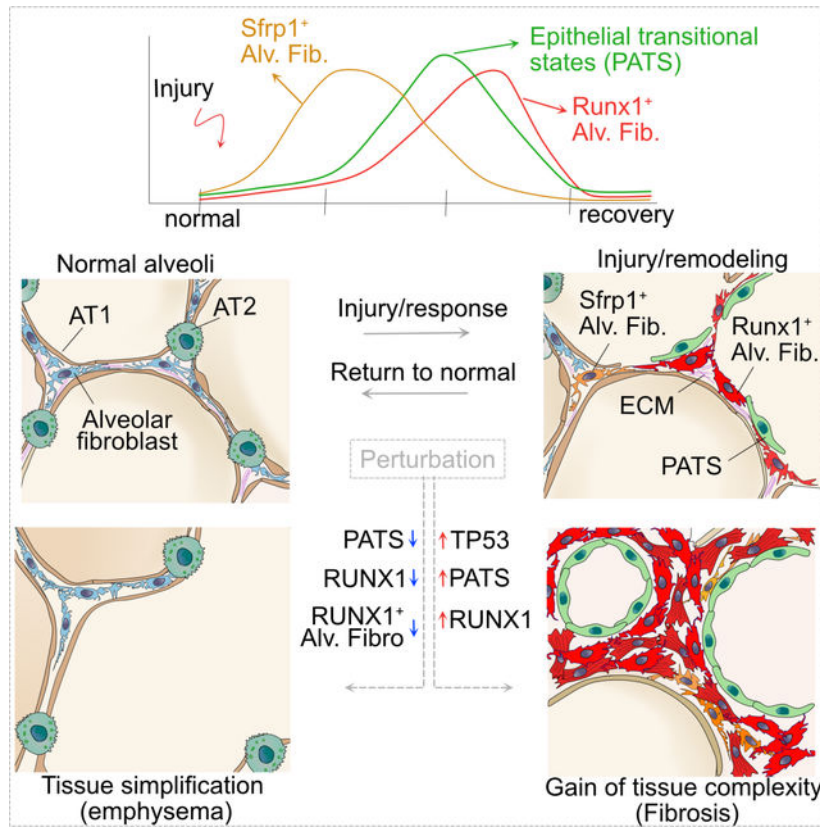 Sfrp1⁺
Alv. Fib.
Epithelial transitional
states (PATS)
Injury
Runx1⁺
Alv. Fib.
normal
recovery
Normal alveoli
AT1
AT2
Alveolar
fibroblast
Injury/response
Return to normal
Injury/remodeling
Sfrp1⁺
Alv. Fib.
Runx1⁺
Alv. Fib.
ECM
PATS
Perturbation
PATS↓ ↑TP53
RUNX1↓ ↑PATS
RUNX1⁺
Alv. Fibro↓ ↑RUNX1
Tissue simplification
(emphysema)
Gain of tissue complexity
(Fibrosis)